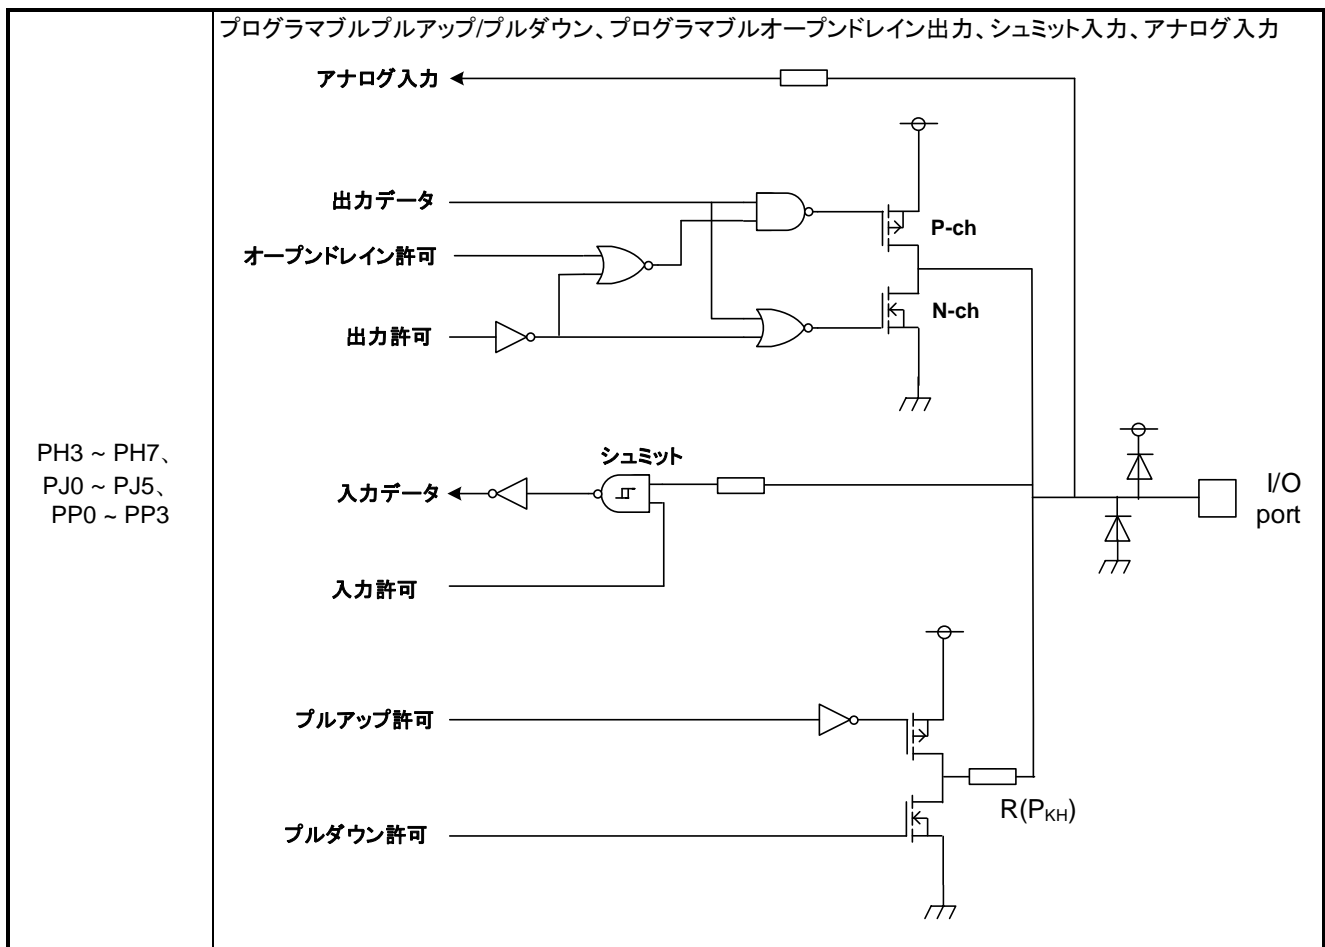 プログラマブルプルアップ/プルダウン、プログラマブルオープンドレイン出力、シュミット入力、アナログ入力
アナログ入力
出力データ
P-ch
オープンドレイン許可
N-ch
出力許可
PH3 ~ PH7、
PJ0 ~ PJ5、
PP0 ~ PP3
シュミット
入力データ
I/O
port
入力許可
プルアップ許可
R(PKH)
プルダウン許可